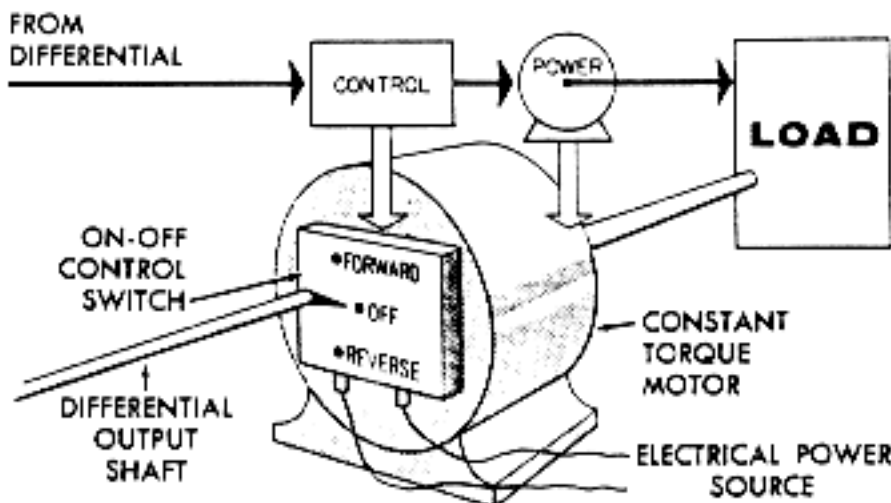 FROM
DIFFERENTIAL
CONTROL
POWER
LOAD
ON-OFF
CONTROL
SWITCH
FORWARD
OFF
REVERSE
CONSTANT
TORQUE
MOTOR
DIFFERENTIAL
OUTPUT
SHAFT
ELECTRICAL POWER
SOURCE